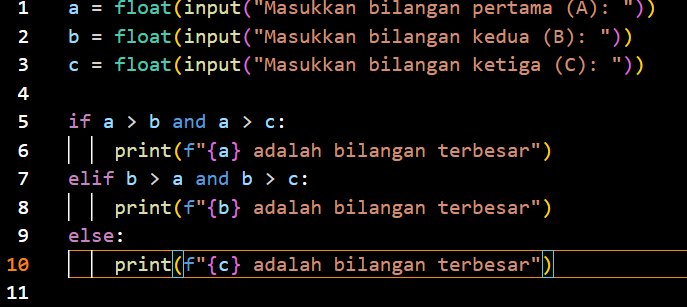 1 a = float(input("Masukkan bilangan pertama (A): "))
2 b = float(input("Masukkan bilangan kedua (B): "))
3 c = float(input("Masukkan bilangan ketiga (C): "))
4
5 if a > b and a > c:
6     print(f"{a} adalah bilangan terbesar")
7 elif b > a and b > c:
8     print(f"{b} adalah bilangan terbesar")
9 else:
10     print(f"{c} adalah bilangan terbesar")
11